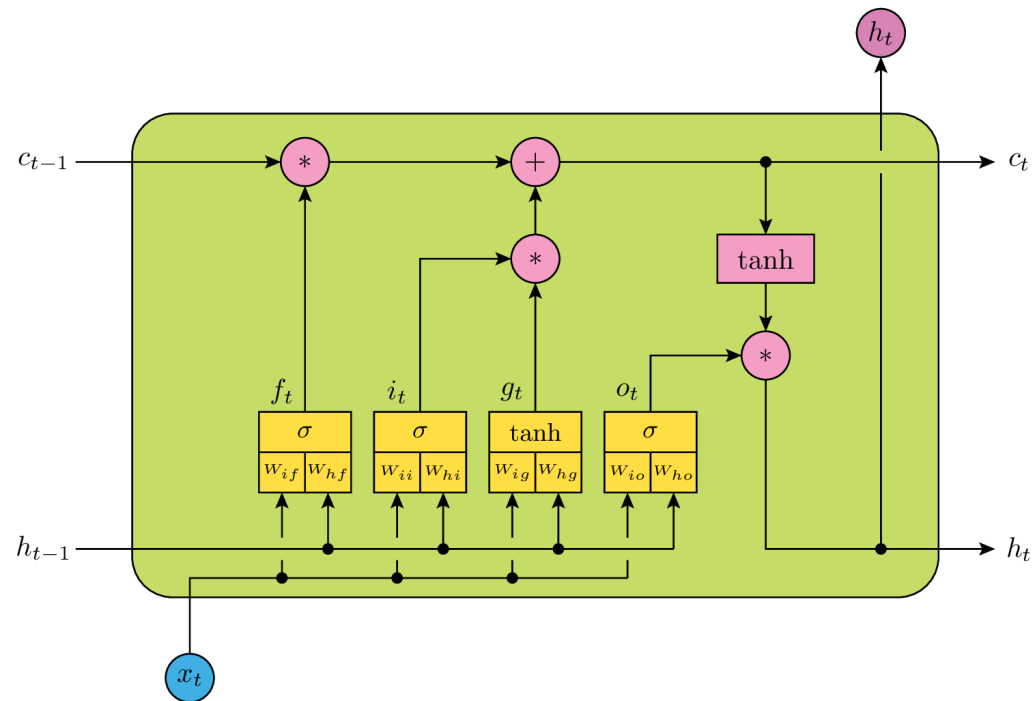 h_t
c_{t−1} * + c_t
*
tanh
*
f_t i_t g_t o_t
σ σ tanh σ
W_{if} W_{hf} W_{ii} W_{hi} W_{ig} W_{hg} W_{io} W_{ho}
h_{t−1} h_t
x_t